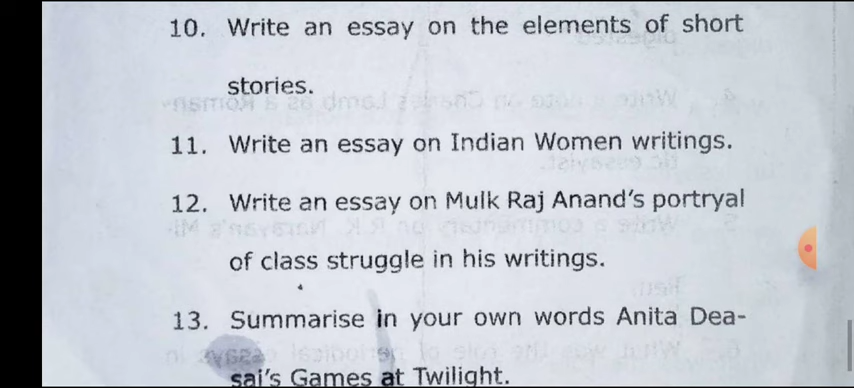 10. Write an essay on the elements of short
stories.
11. Write an essay on Indian Women writings.
12. Write an essay on Mulk Raj Anand's portryal
of class struggle in his writings.
13. Summarise in your own words Anita Dea-
sai's Games at Twilight.